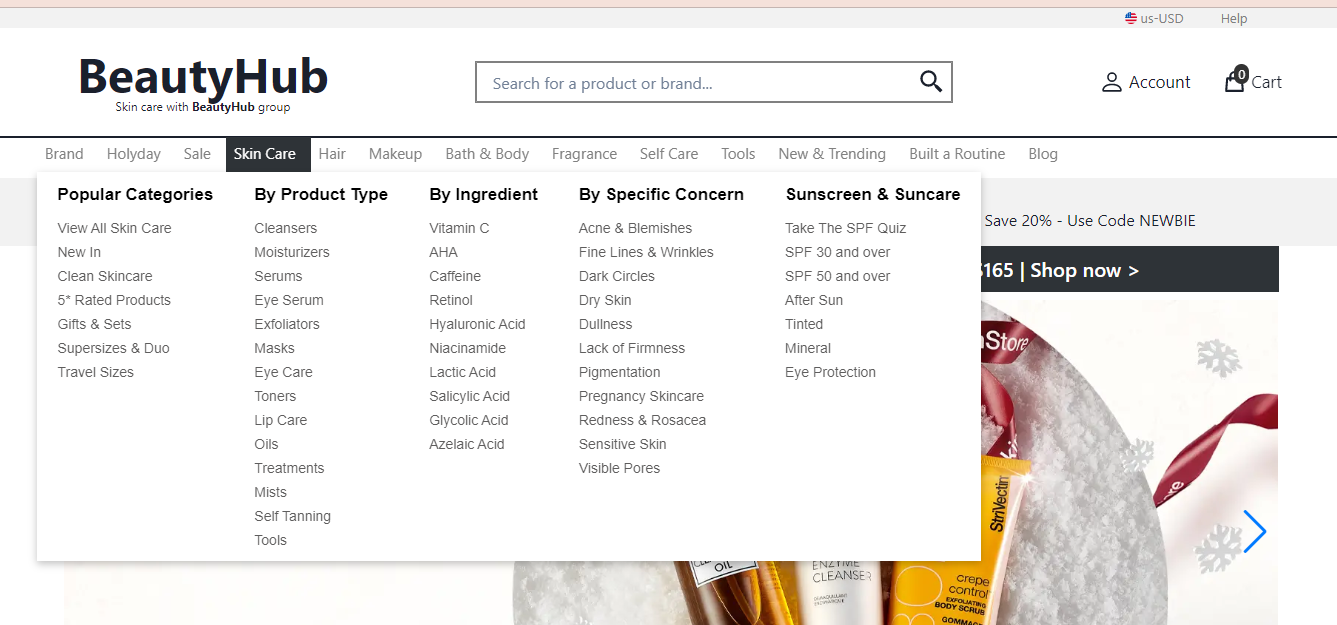 us-USD Help
BeautyHub
Skin care with BeautyHub group
Search for a product or brand...
Account
0
Cart
Brand Holyday Sale Skin Care Hair Makeup Bath & Body Fragrance Self Care Tools New & Trending Built a Routine Blog
Popular Categories
View All Skin Care
New In
Clean Skincare
5* Rated Products
Gifts & Sets
Supersizes & Duo
Travel Sizes
By Product Type
Cleansers
Moisturizers
Serums
Eye Serum
Exfoliators
Masks
Eye Care
Toners
Lip Care
Oils
Treatments
Mists
Self Tanning
Tools
By Ingredient
Vitamin C
AHA
Caffeine
Retinol
Hyaluronic Acid
Niacinamide
Lactic Acid
Salicylic Acid
Glycolic Acid
Azelaic Acid
By Specific Concern
Acne & Blemishes
Fine Lines & Wrinkles
Dark Circles
Dry Skin
Dullness
Lack of Firmness
Pigmentation
Pregnancy Skincare
Redness & Rosacea
Sensitive Skin
Visible Pores
Sunscreen & Suncare
Take The SPF Quiz
SPF 30 and over
SPF 50 and over
After Sun
Tinted
Mineral
Eye Protection
Save 20% - Use Code NEWBIE
165 | Shop now >
nStore
StriVectin
OIL
ENZYME
CLEANSER
crepe
control
EXFOLIATING
BODY SCRUB